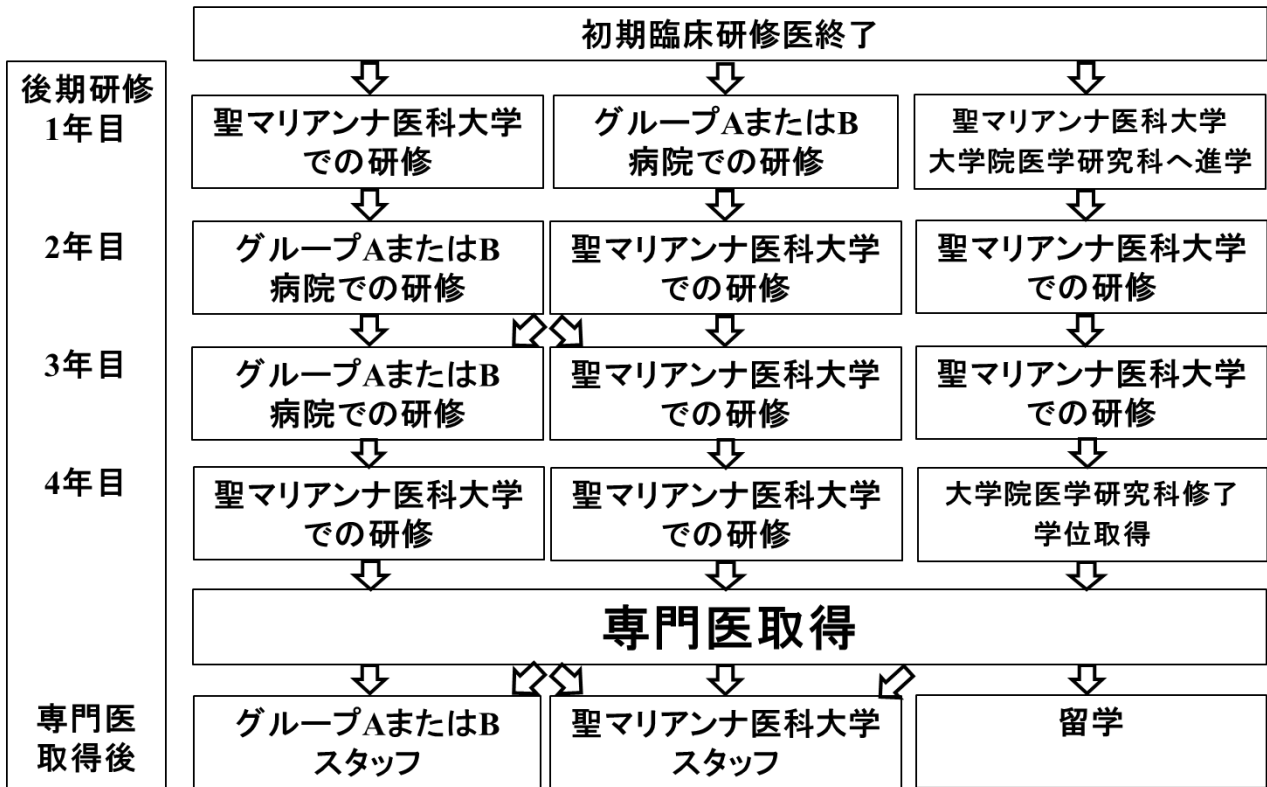 初期臨床研修医終了
後期研修
1年目
聖マリアンナ医科大学
での研修
グループAまたはB
病院での研修
聖マリアンナ医科大学
大学院医学研究科へ進学
2年目
グループAまたはB
病院での研修
聖マリアンナ医科大学
での研修
聖マリアンナ医科大学
での研修
3年目
グループAまたはB
病院での研修
聖マリアンナ医科大学
での研修
聖マリアンナ医科大学
での研修
4年目
聖マリアンナ医科大学
での研修
聖マリアンナ医科大学
での研修
大学院医学研究科修了
学位取得
専門医取得
専門医
取得後
グループAまたはB
スタッフ
聖マリアンナ医科大学
スタッフ
留学